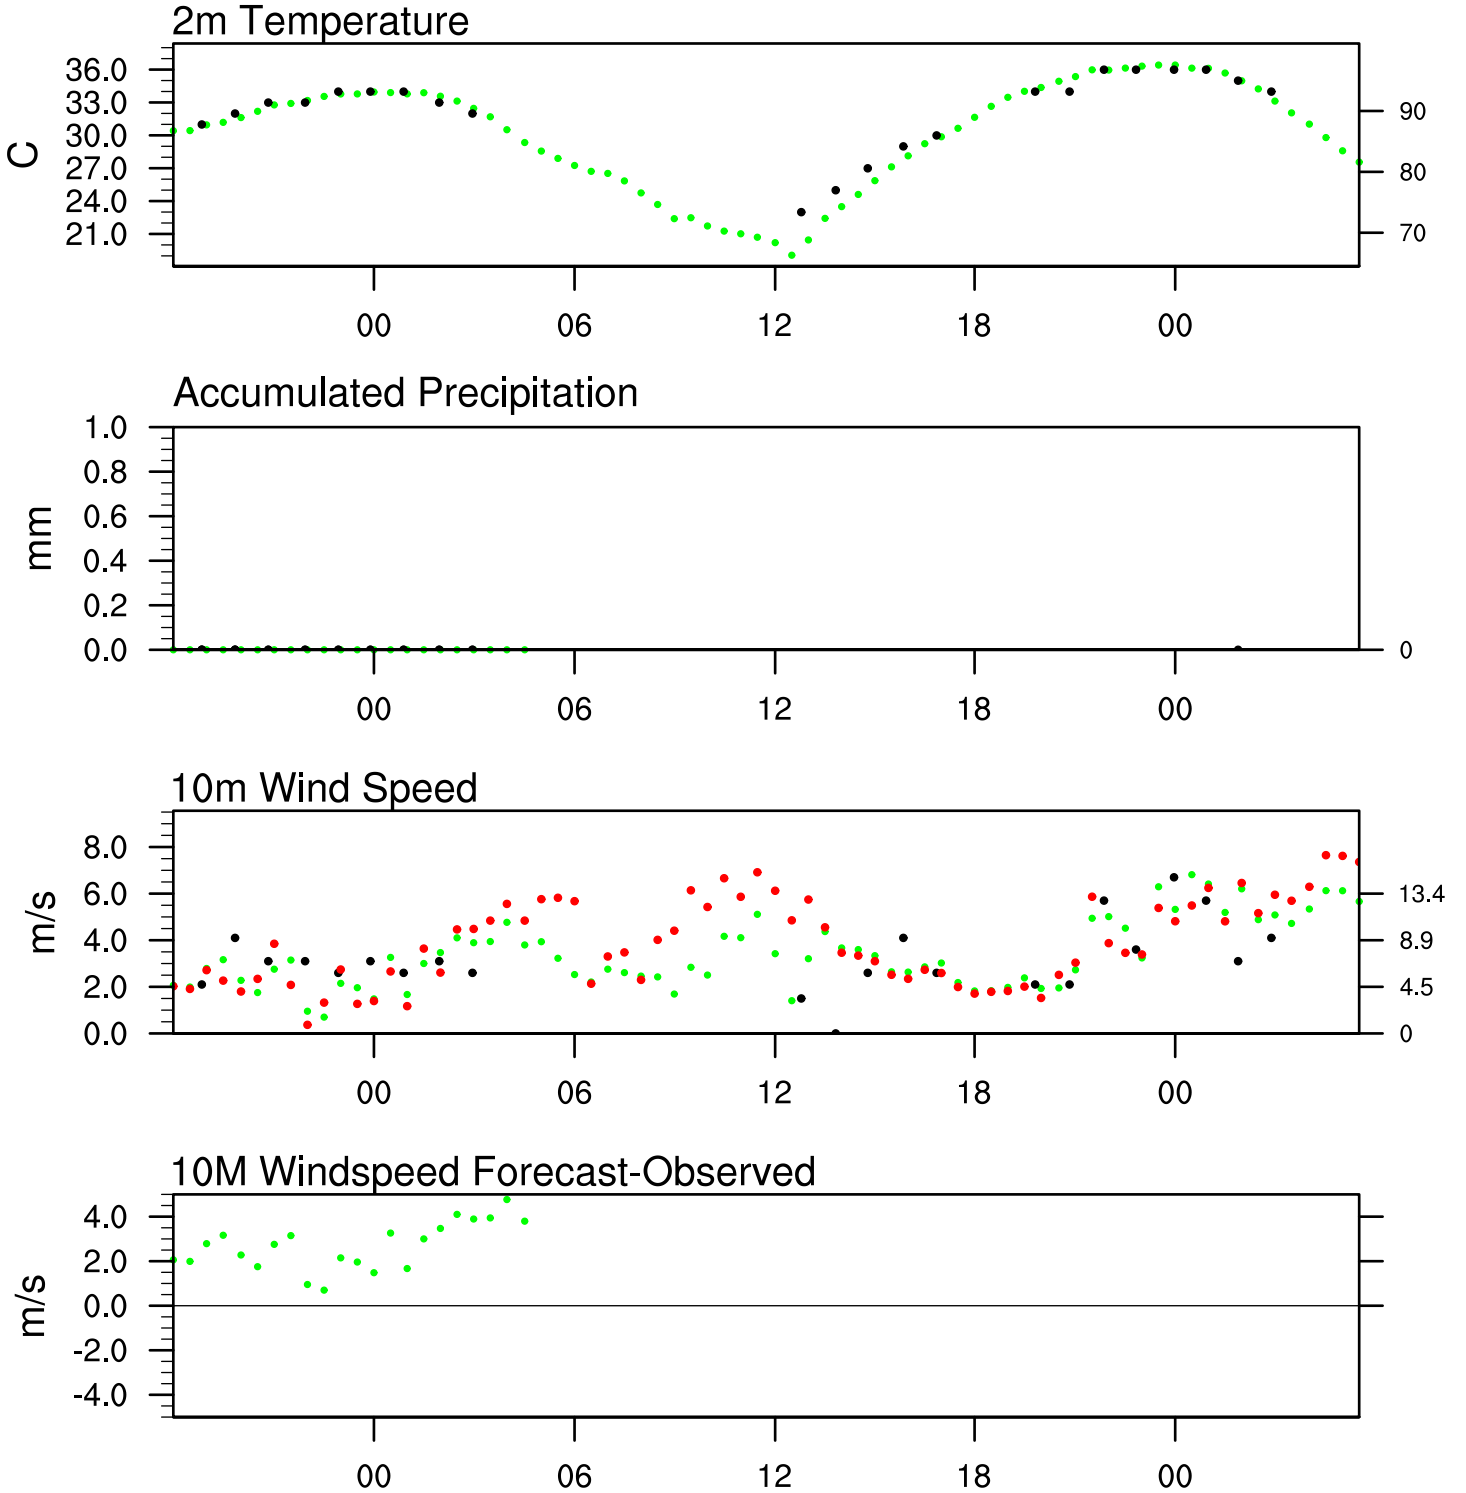 2m Temperature
36.0
33.0
30.0
27.0
24.0
21.0
C
90
80
70
00 06 12 18 00
Accumulated Precipitation
1.0
0.8
0.6
0.4
0.2
0.0
mm
0
00 06 12 18 00
10m Wind Speed
8.0
6.0
4.0
2.0
0.0
m/s
13.4
8.9
4.5
0
00 06 12 18 00
10M Windspeed Forecast-Observed
4.0
2.0
0.0
-2.0
-4.0
m/s
00 06 12 18 00